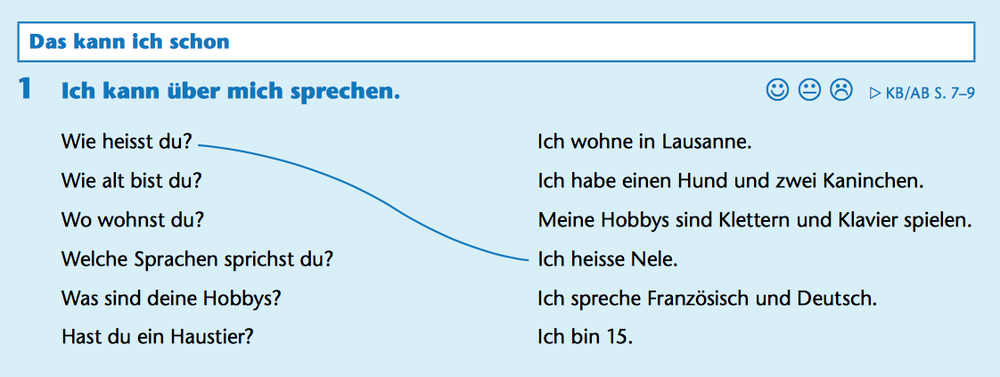 Das kann ich schon
1 Ich kann über mich sprechen. ▷ KB/AB S. 7–9
Wie heisst du? Ich wohne in Lausanne.
Wie alt bist du? Ich habe einen Hund und zwei Kaninchen.
Wo wohnst du? Meine Hobbys sind Klettern und Klavier spielen.
Welche Sprachen sprichst du? Ich heisse Nele.
Was sind deine Hobbys? Ich spreche Französisch und Deutsch.
Hast du ein Haustier? Ich bin 15.